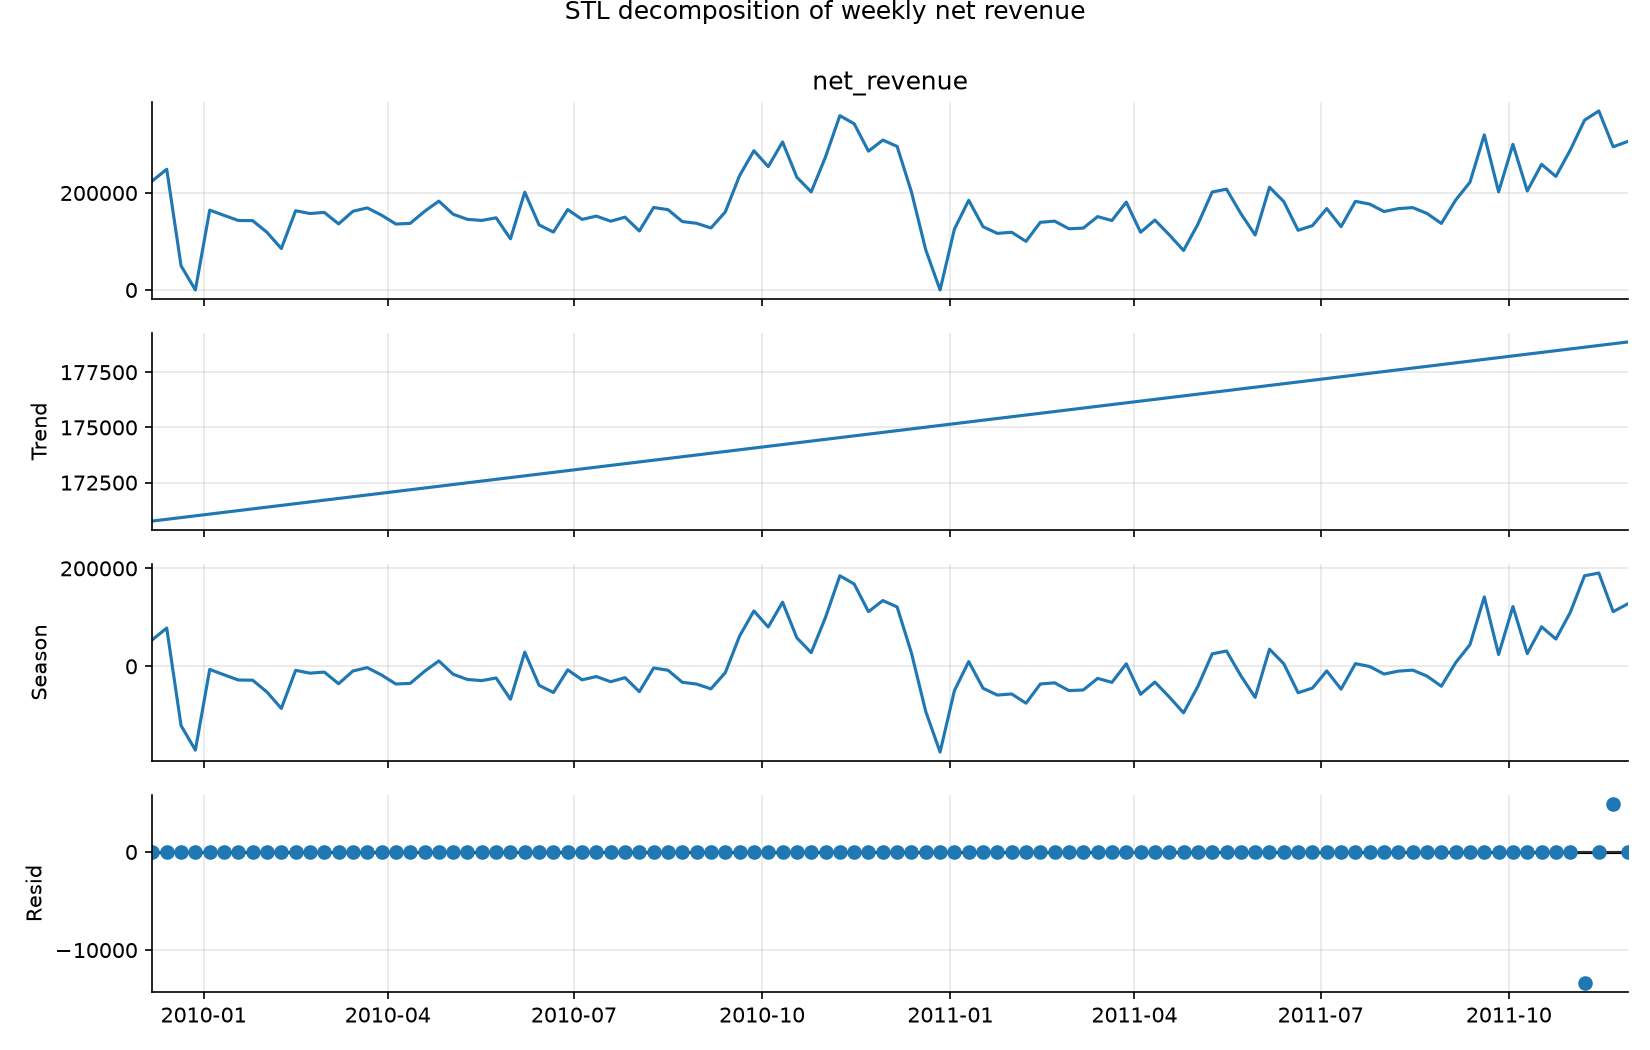 STL decomposition of weekly net revenue
net_revenue
200000
0
Trend
177500
175000
172500
Season
200000
0
Resid
0
−10000
2010-01 2010-04 2010-07 2010-10 2011-01 2011-04 2011-07 2011-10